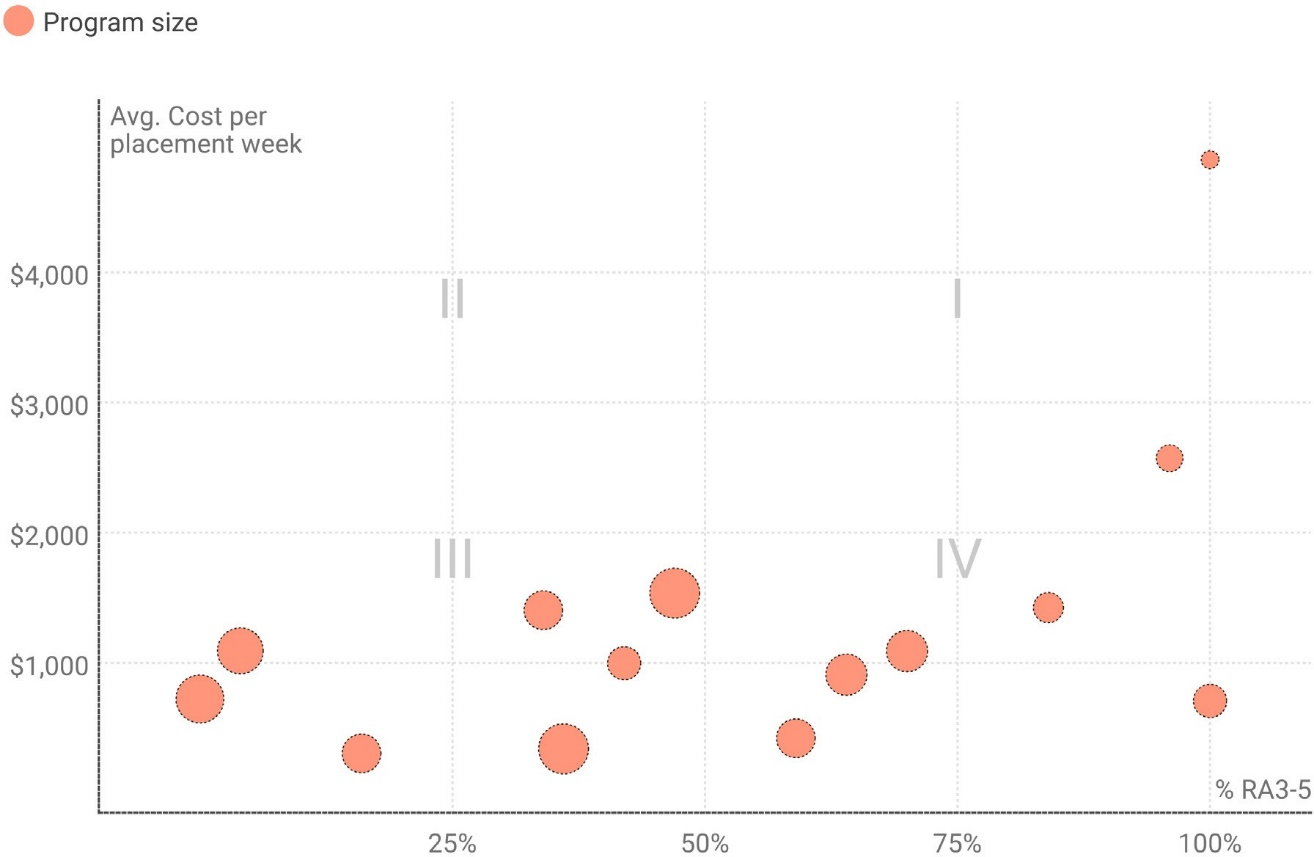 Program size
Avg. Cost per
placement week
$4,000
II
I
$3,000
$2,000
III
IV
$1,000
% RA3-5
25%
50%
75%
100%